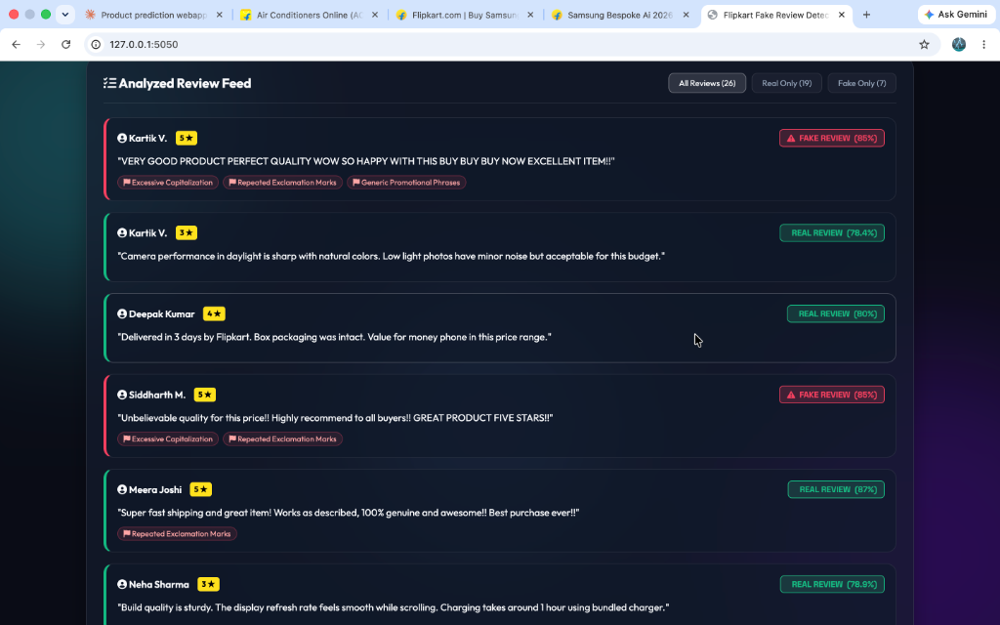 Product prediction webapp
Air Conditioners Online (AC
Flipkart.com | Buy Samsun
Samsung Bespoke Ai 2026
Flipkart Fake Review Detec
Ask Gemini
127.0.0.1:5050
Analyzed Review Feed
All Reviews (26)
Real Only (19)
Fake Only (7)
Kartik V. 5★
FAKE REVIEW (85%)
"VERY GOOD PRODUCT PERFECT QUALITY WOW SO HAPPY WITH THIS BUY BUY BUY NOW EXCELLENT ITEM!!"
Excessive Capitalization
Repeated Exclamation Marks
Generic Promotional Phrases
Kartik V. 3★
REAL REVIEW (78.4%)
"Camera performance in daylight is sharp with natural colors. Low light photos have minor noise but acceptable for this budget."
Deepak Kumar 4★
REAL REVIEW (80%)
"Delivered in 3 days by Flipkart. Box packaging was intact. Value for money phone in this price range."
Siddharth M. 5★
FAKE REVIEW (85%)
"Unbelievable quality for this price!! Highly recommend to all buyers!! GREAT PRODUCT FIVE STARS!!"
Excessive Capitalization
Repeated Exclamation Marks
Meera Joshi 5★
REAL REVIEW (87%)
"Super fast shipping and great item! Works as described, 100% genuine and awesome!! Best purchase ever!!"
Repeated Exclamation Marks
Neha Sharma 3★
REAL REVIEW (78.9%)
"Build quality is sturdy. The display refresh rate feels smooth while scrolling. Charging takes around 1 hour using bundled charger."